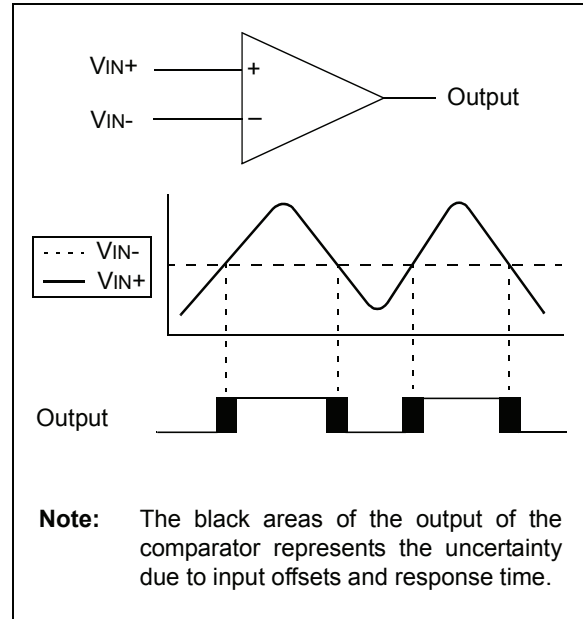 VIN+
+
Output
VIN-
–
VIN-
VIN+
Output
Note: The black areas of the output of the
comparator represents the uncertainty
due to input offsets and response time.